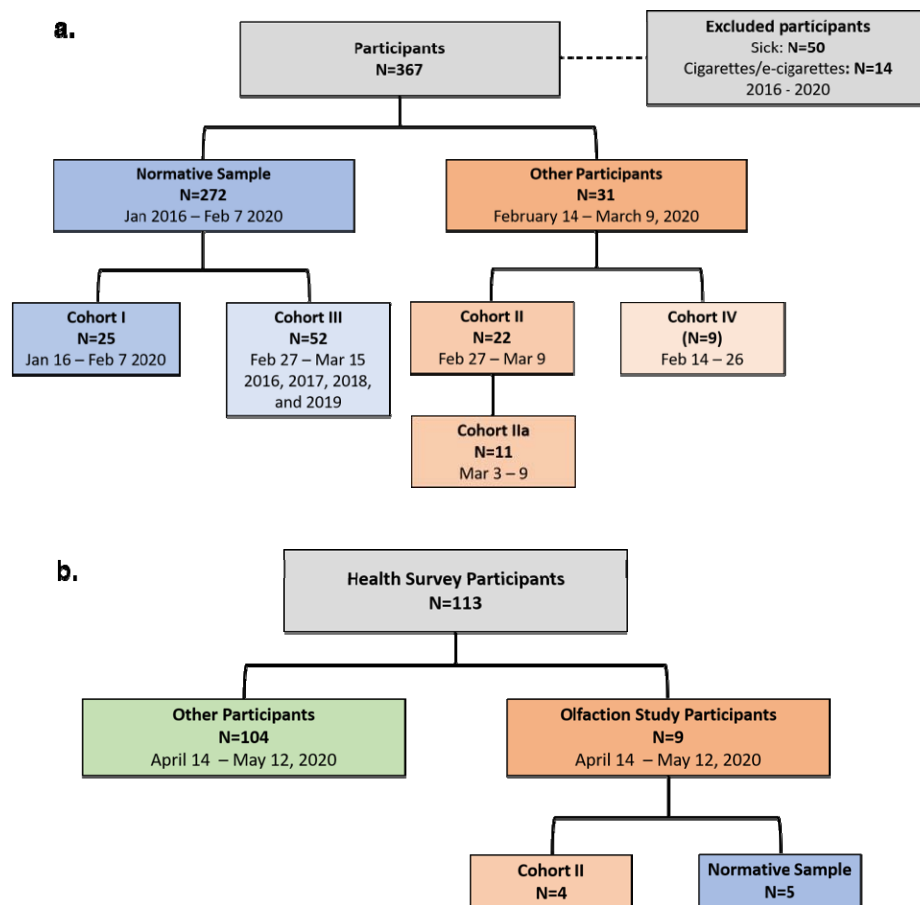 a.
Participants
N=367
Excluded participants
Sick: N=50
Cigarettes/e-cigarettes: N=14
2016 - 2020
Normative Sample
N=272
Jan 2016 – Feb 7 2020
Other Participants
N=31
February 14 – March 9, 2020
Cohort I
N=25
Jan 16 – Feb 7 2020
Cohort III
N=52
Feb 27 – Mar 15
2016, 2017, 2018,
and 2019
Cohort II
N=22
Feb 27 – Mar 9
Cohort IV
(N=9)
Feb 14 – 26
Cohort IIa
N=11
Mar 3 – 9
b.
Health Survey Participants
N=113
Other Participants
N=104
April 14 – May 12, 2020
Olfaction Study Participants
N=9
April 14 – May 12, 2020
Cohort II
N=4
Normative Sample
N=5